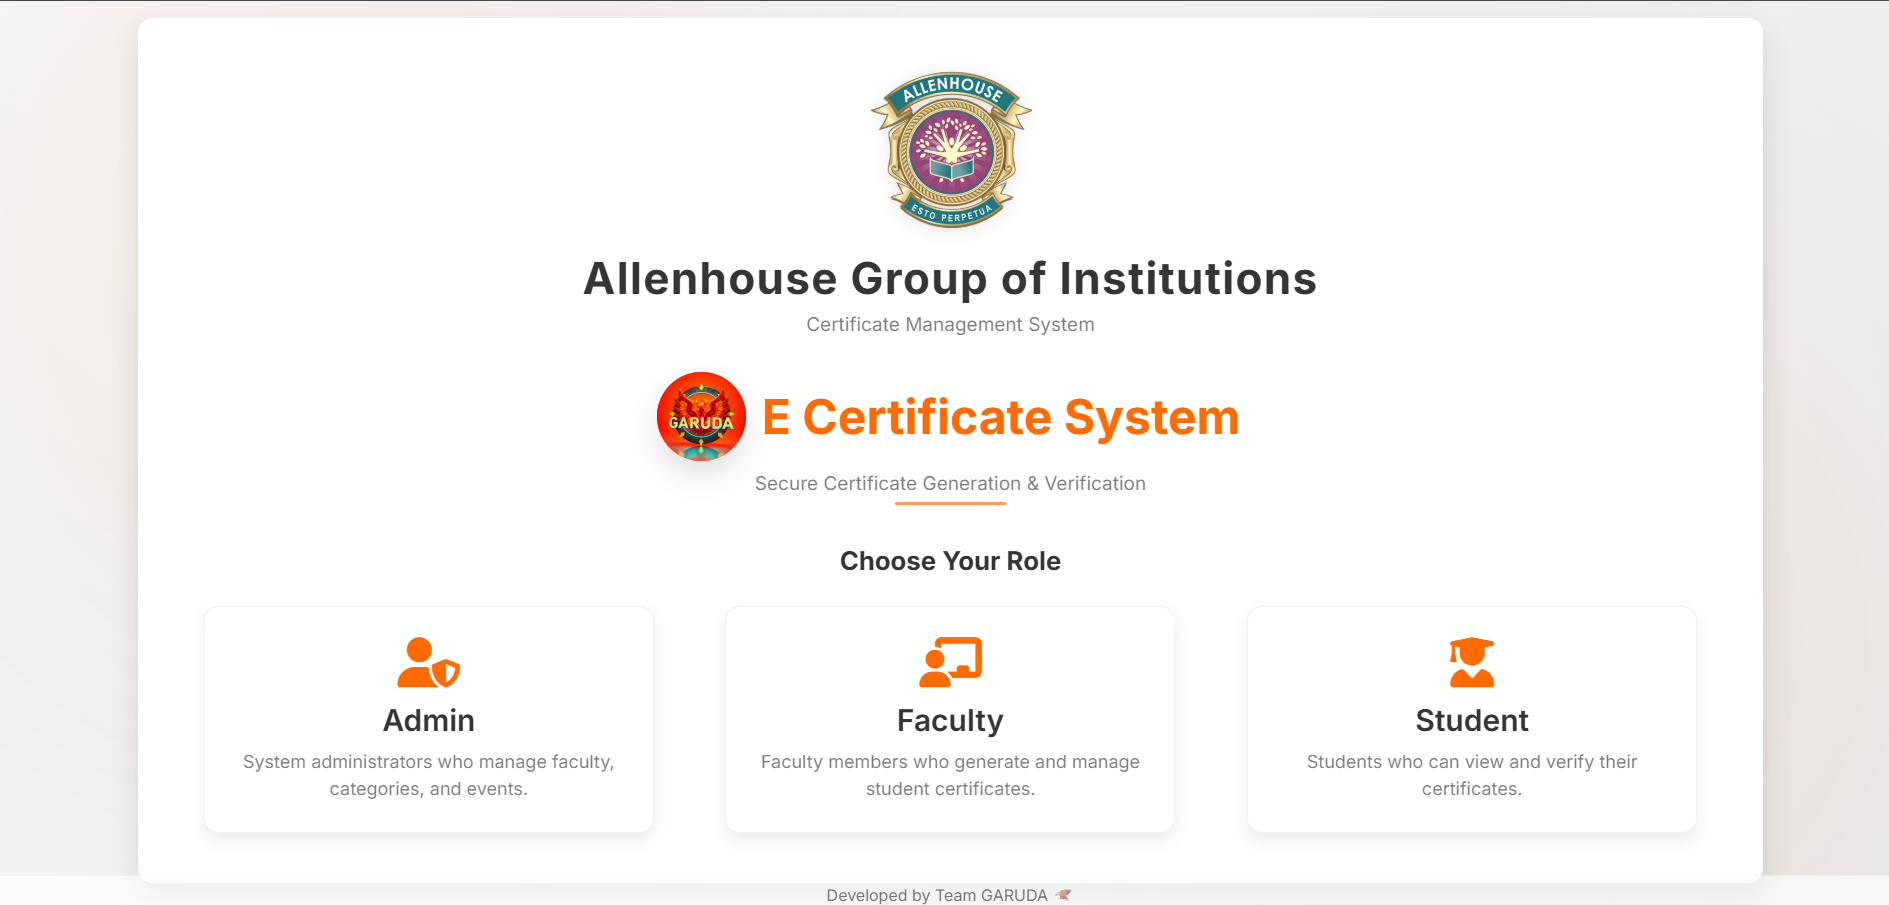 ALLENHOUSE
ESTO PERPETUA
Allenhouse Group of Institutions
Certificate Management System
GARUDA
E Certificate System
Secure Certificate Generation & Verification
Choose Your Role
Admin
System administrators who manage faculty,
categories, and events.
Faculty
Faculty members who generate and manage
student certificates.
Student
Students who can view and verify their
certificates.
Developed by Team GARUDA